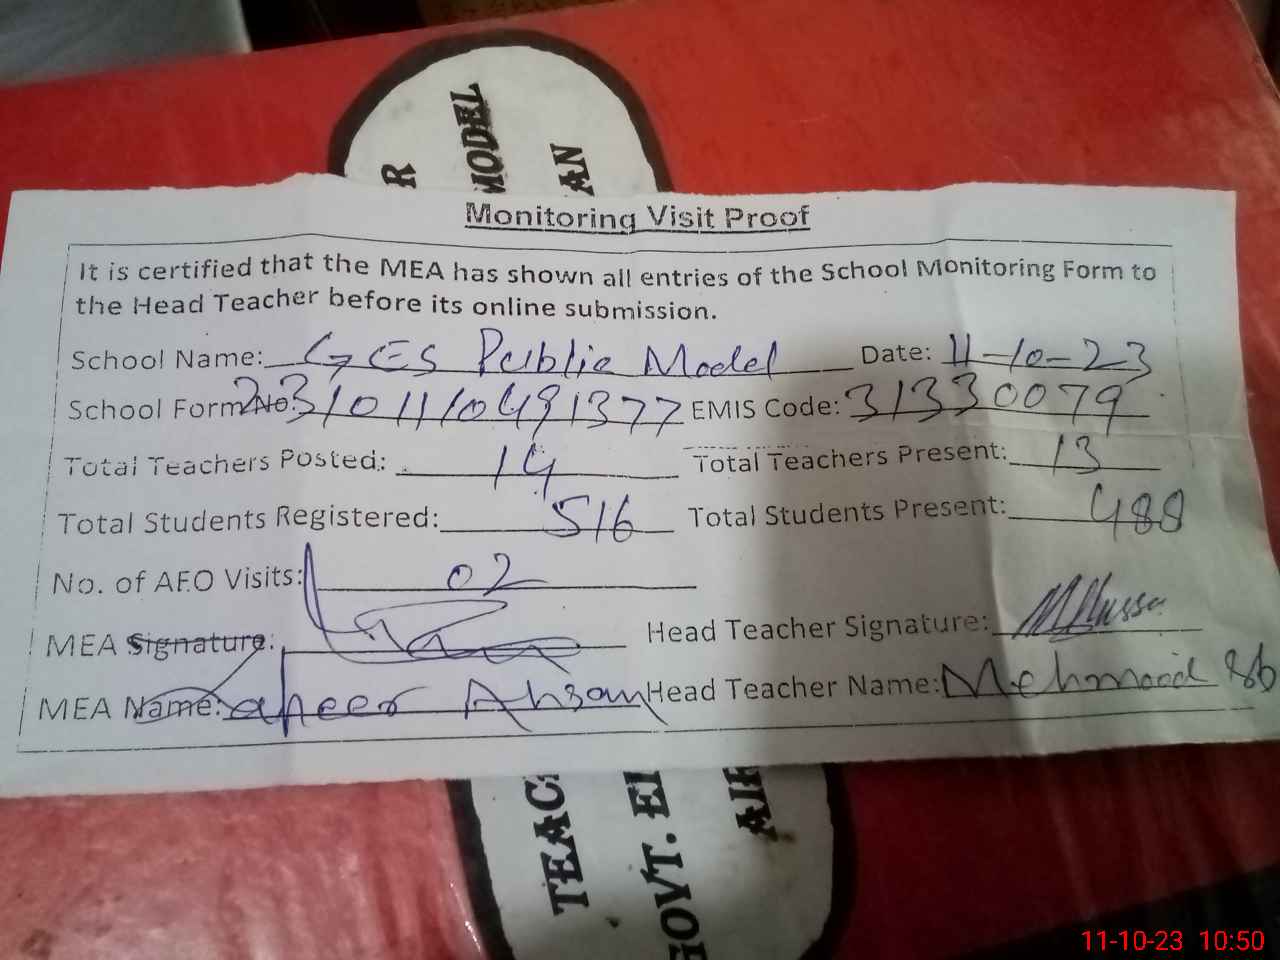 R
MODEL
AN
Monitoring Visit Proof
It is certified that the MEA has shown all entries of the School Monitoring Form to
the Head Teacher before its online submission.
School Name: GES Public Model Date: 11-10-23
School Form No: 2310111049 1377 EMIS Code: 31330079
Total Teachers Posted: 14 Total Teachers Present: 13
Total Students Registered: 516 Total Students Present: 488
No. of AEO Visits: 02
MEA Signature: Head Teacher Signature:
MEA Name: Zaheer Ahsan Head Teacher Name: Mehmood
TEAC
GOVT. EL
AIR
11-10-23 10:50